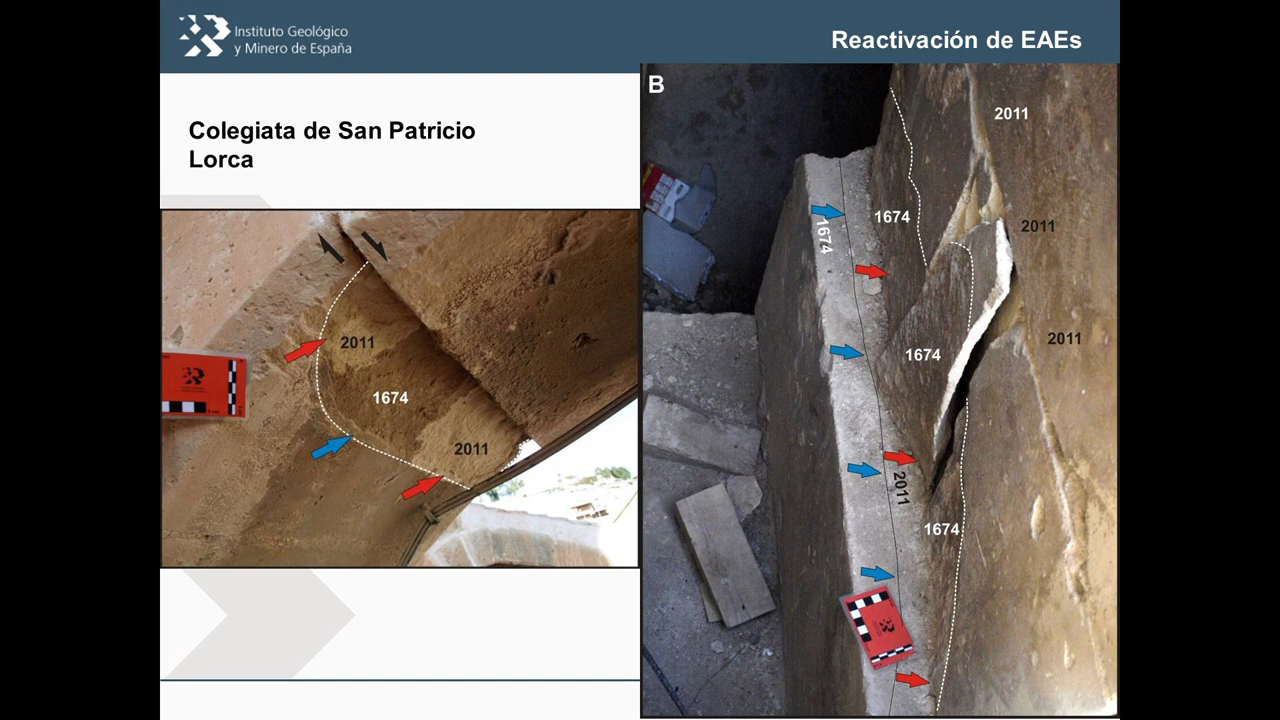 Instituto Geológico
y Minero de España
Reactivación de EAEs
Colegiata de San Patricio
Lorca
2011
1674
2011
B
2011
1674
1674
2011
1674
2011
2011
1674